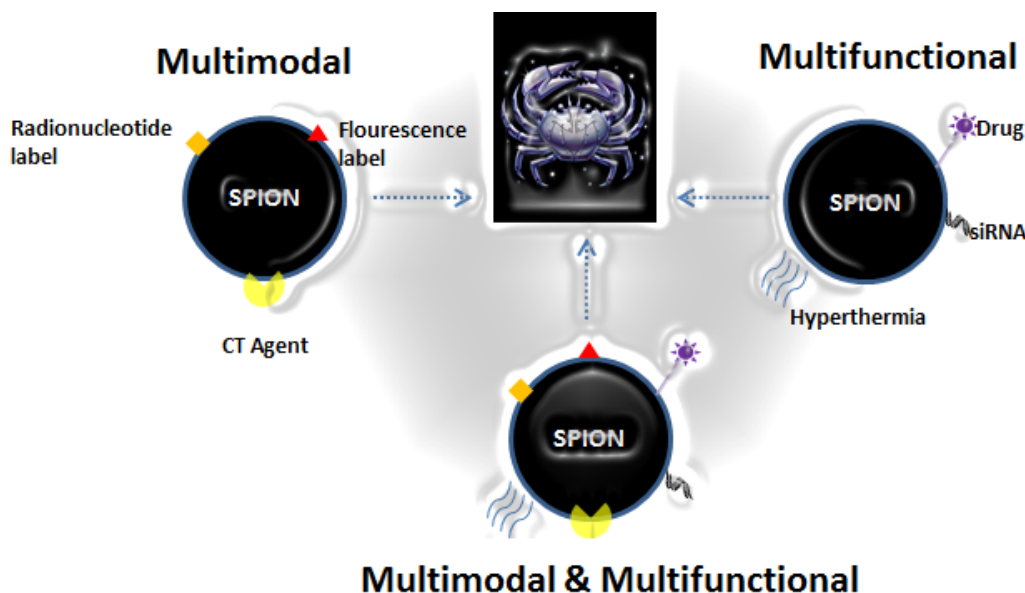 Multimodal
Multifunctional
Radionucleotide
label
Flourescence
label
Drug
SPION
SPION
siRNA
Hyperthermia
CT Agent
SPION
Multimodal & Multifunctional